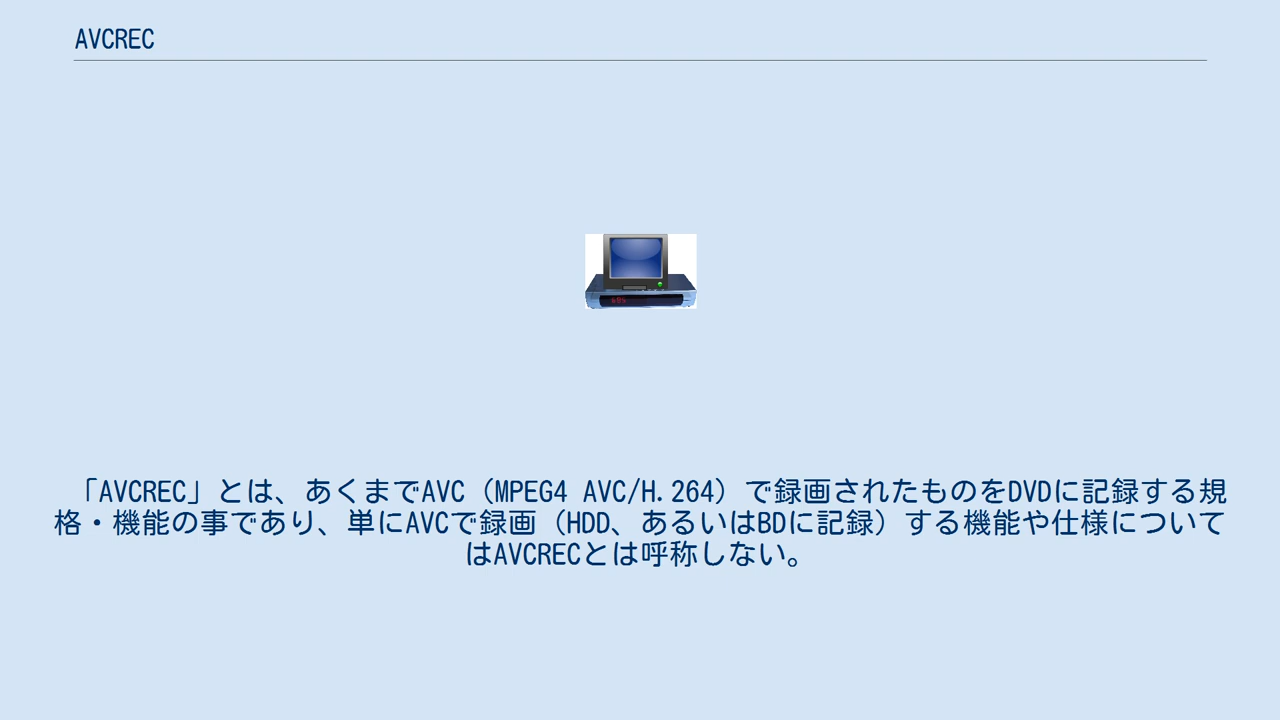 AVCREC
「AVCREC」とは、あくまでAVC（MPEG4 AVC/H.264）で録画されたものをDVDに記録する規
格・機能の事であり、単にAVCで録画（HDD、あるいはBDに記録）する機能や仕様について
はAVCRECとは呼称しない。